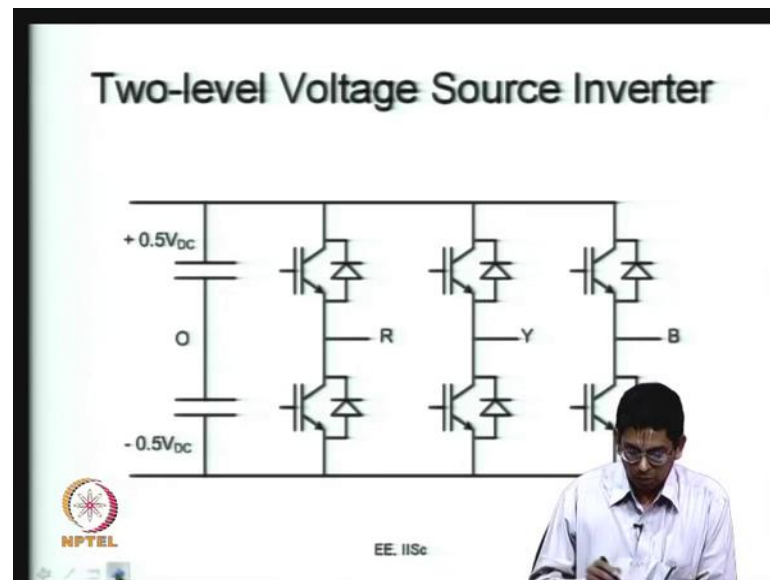 Two-level Voltage Source Inverter
+ 0.5VDC
O
R
Y
B
- 0.5VDC
NPTEL
EE, IISc